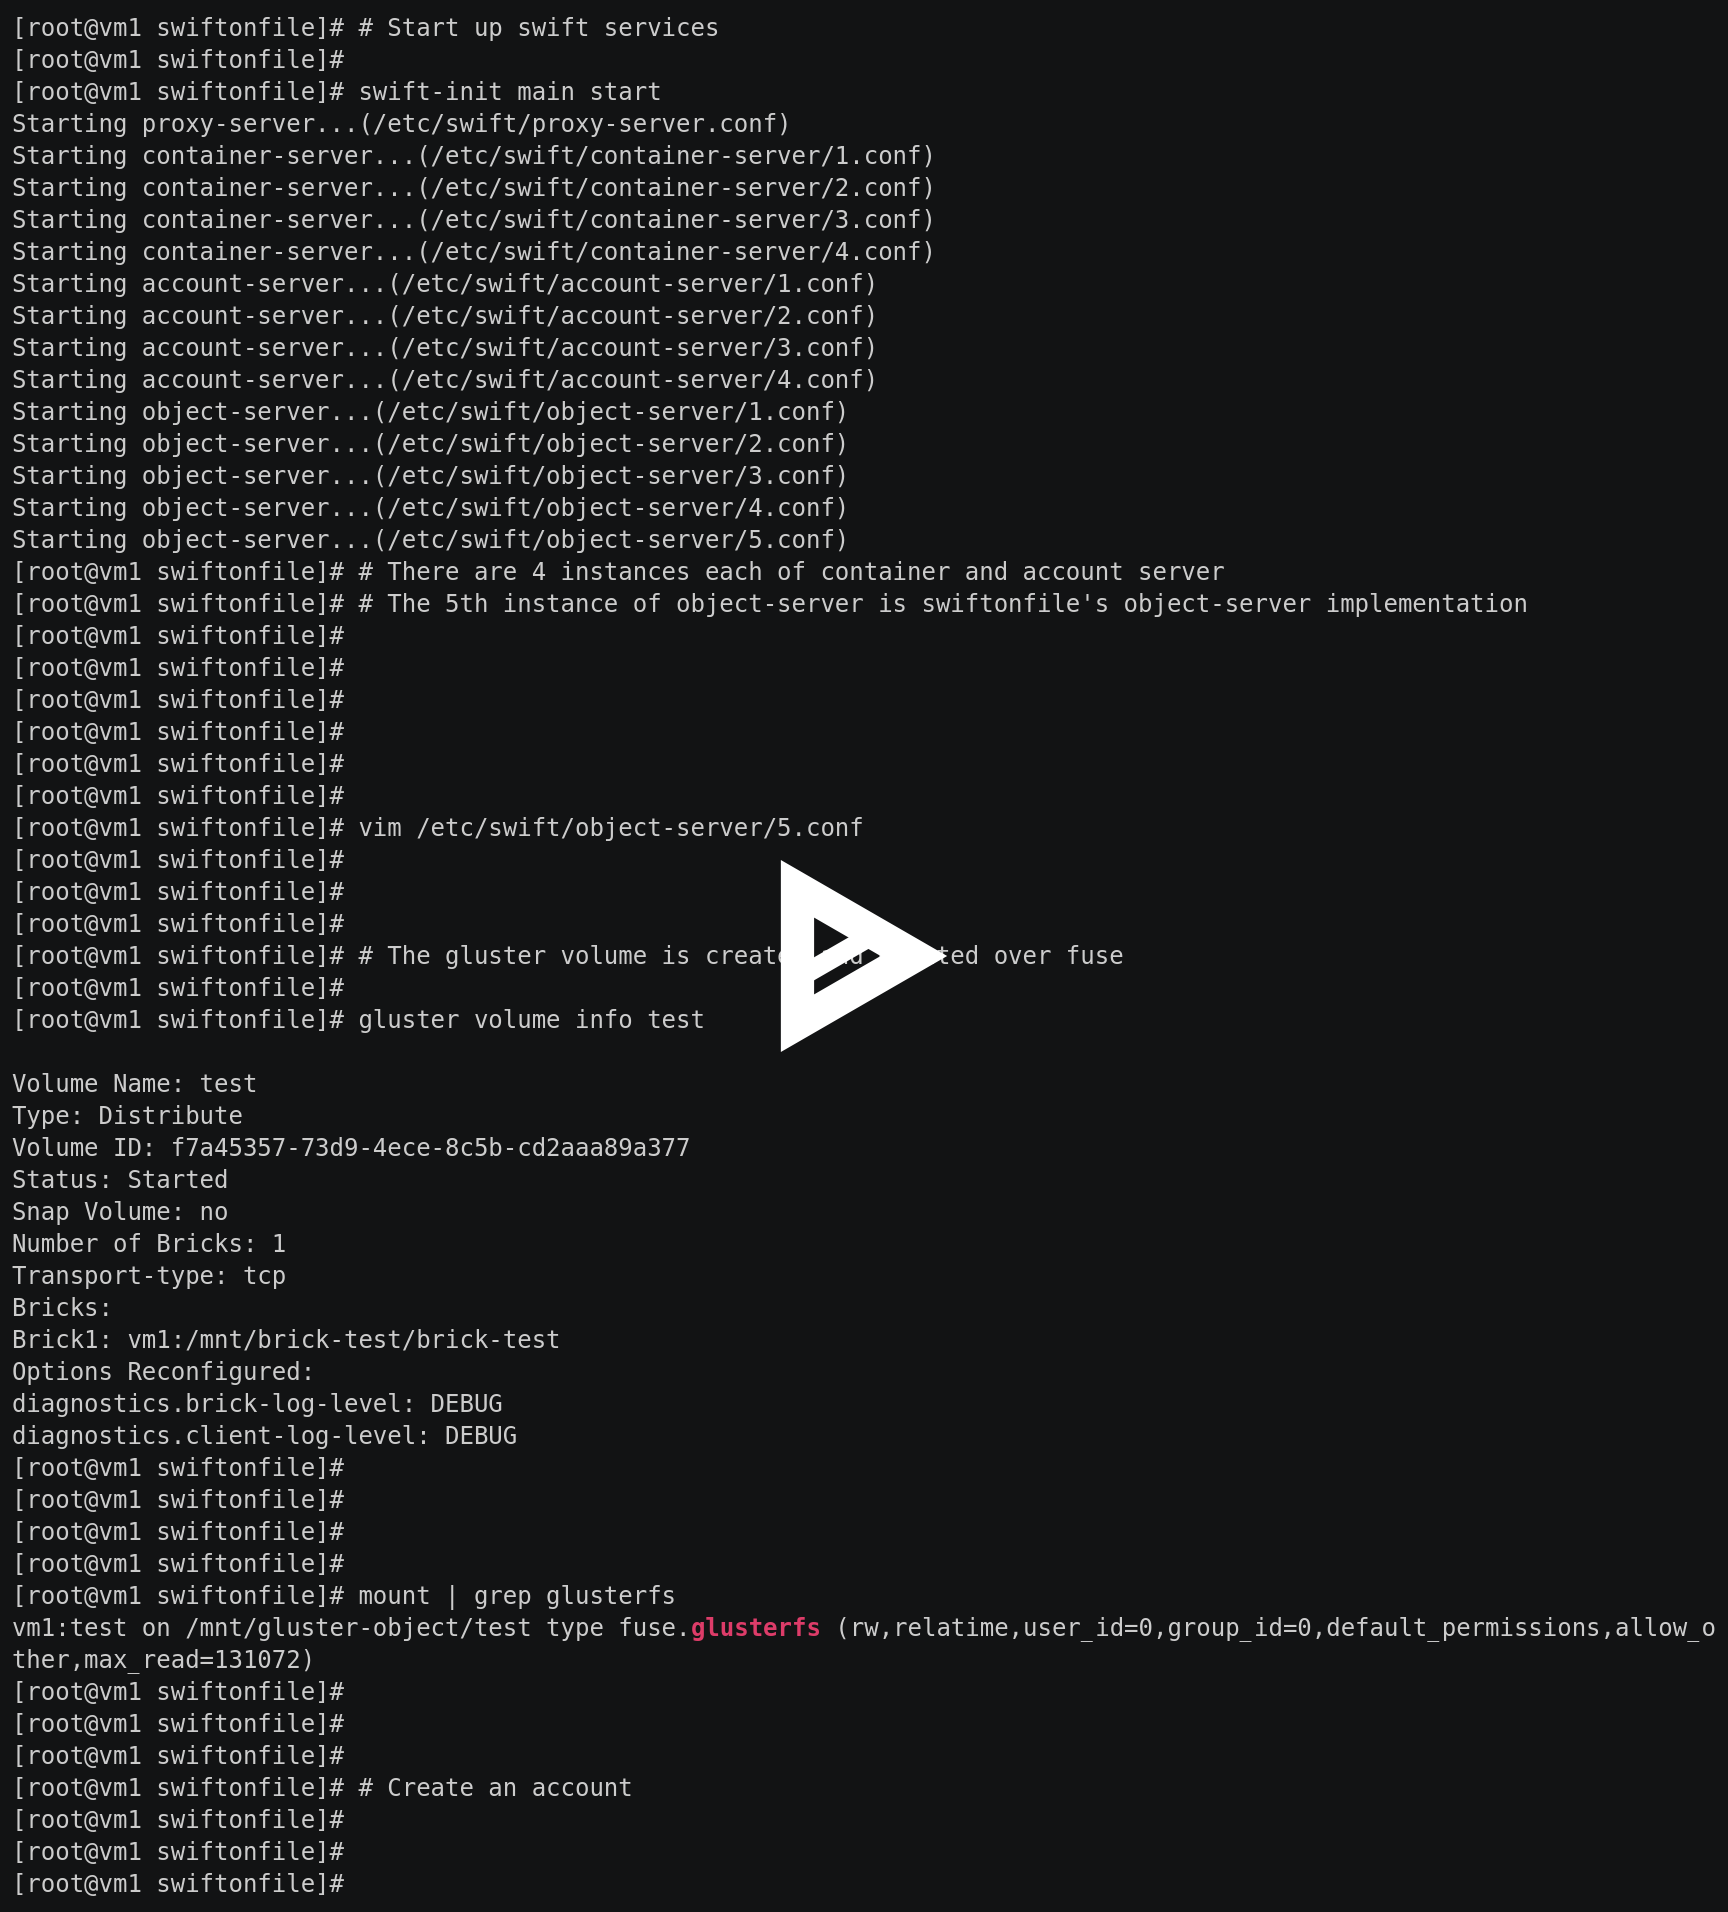 [root@vm1 swiftonfile]# # Start up swift services
[root@vm1 swiftonfile]#
[root@vm1 swiftonfile]# swift-init main start
Starting proxy-server...(/etc/swift/proxy-server.conf)
Starting container-server...(/etc/swift/container-server/1.conf)
Starting container-server...(/etc/swift/container-server/2.conf)
Starting container-server...(/etc/swift/container-server/3.conf)
Starting container-server...(/etc/swift/container-server/4.conf)
Starting account-server...(/etc/swift/account-server/1.conf)
Starting account-server...(/etc/swift/account-server/2.conf)
Starting account-server...(/etc/swift/account-server/3.conf)
Starting account-server...(/etc/swift/account-server/4.conf)
Starting object-server...(/etc/swift/object-server/1.conf)
Starting object-server...(/etc/swift/object-server/2.conf)
Starting object-server...(/etc/swift/object-server/3.conf)
Starting object-server...(/etc/swift/object-server/4.conf)
Starting object-server...(/etc/swift/object-server/5.conf)
[root@vm1 swiftonfile]# # There are 4 instances each of container and account server
[root@vm1 swiftonfile]# # The 5th instance of object-server is swiftonfile's object-server implementation
[root@vm1 swiftonfile]#
[root@vm1 swiftonfile]#
[root@vm1 swiftonfile]#
[root@vm1 swiftonfile]#
[root@vm1 swiftonfile]#
[root@vm1 swiftonfile]#
[root@vm1 swiftonfile]# vim /etc/swift/object-server/5.conf
[root@vm1 swiftonfile]#
[root@vm1 swiftonfile]#
[root@vm1 swiftonfile]#
[root@vm1 swiftonfile]# # The gluster volume is over fuse
[root@vm1 swiftonfile]#
[root@vm1 swiftonfile]# gluster volume info test
Volume Name: test
Type: Distribute
Volume ID: f7a45357-73d9-4ece-8c5b-cd2aaa89a377
Status: Started
Snap Volume: no
Number of Bricks: 1
Transport-type: tcp
Bricks:
Brick1: vm1:/mnt/brick-test/brick-test
Options Reconfigured:
diagnostics.brick-log-level: DEBUG
diagnostics.client-log-level: DEBUG
[root@vm1 swiftonfile]#
[root@vm1 swiftonfile]#
[root@vm1 swiftonfile]#
[root@vm1 swiftonfile]#
[root@vm1 swiftonfile]# mount | grep glusterfs
vm1:test on /mnt/gluster-object/test type fuse.glusterfs (rw,relatime,user_id=0,group_id=0,default_permissions,allow_o
ther,max_read=131072)
[root@vm1 swiftonfile]#
[root@vm1 swiftonfile]#
[root@vm1 swiftonfile]#
[root@vm1 swiftonfile]# # Create an account
[root@vm1 swiftonfile]#
[root@vm1 swiftonfile]#
[root@vm1 swiftonfile]#